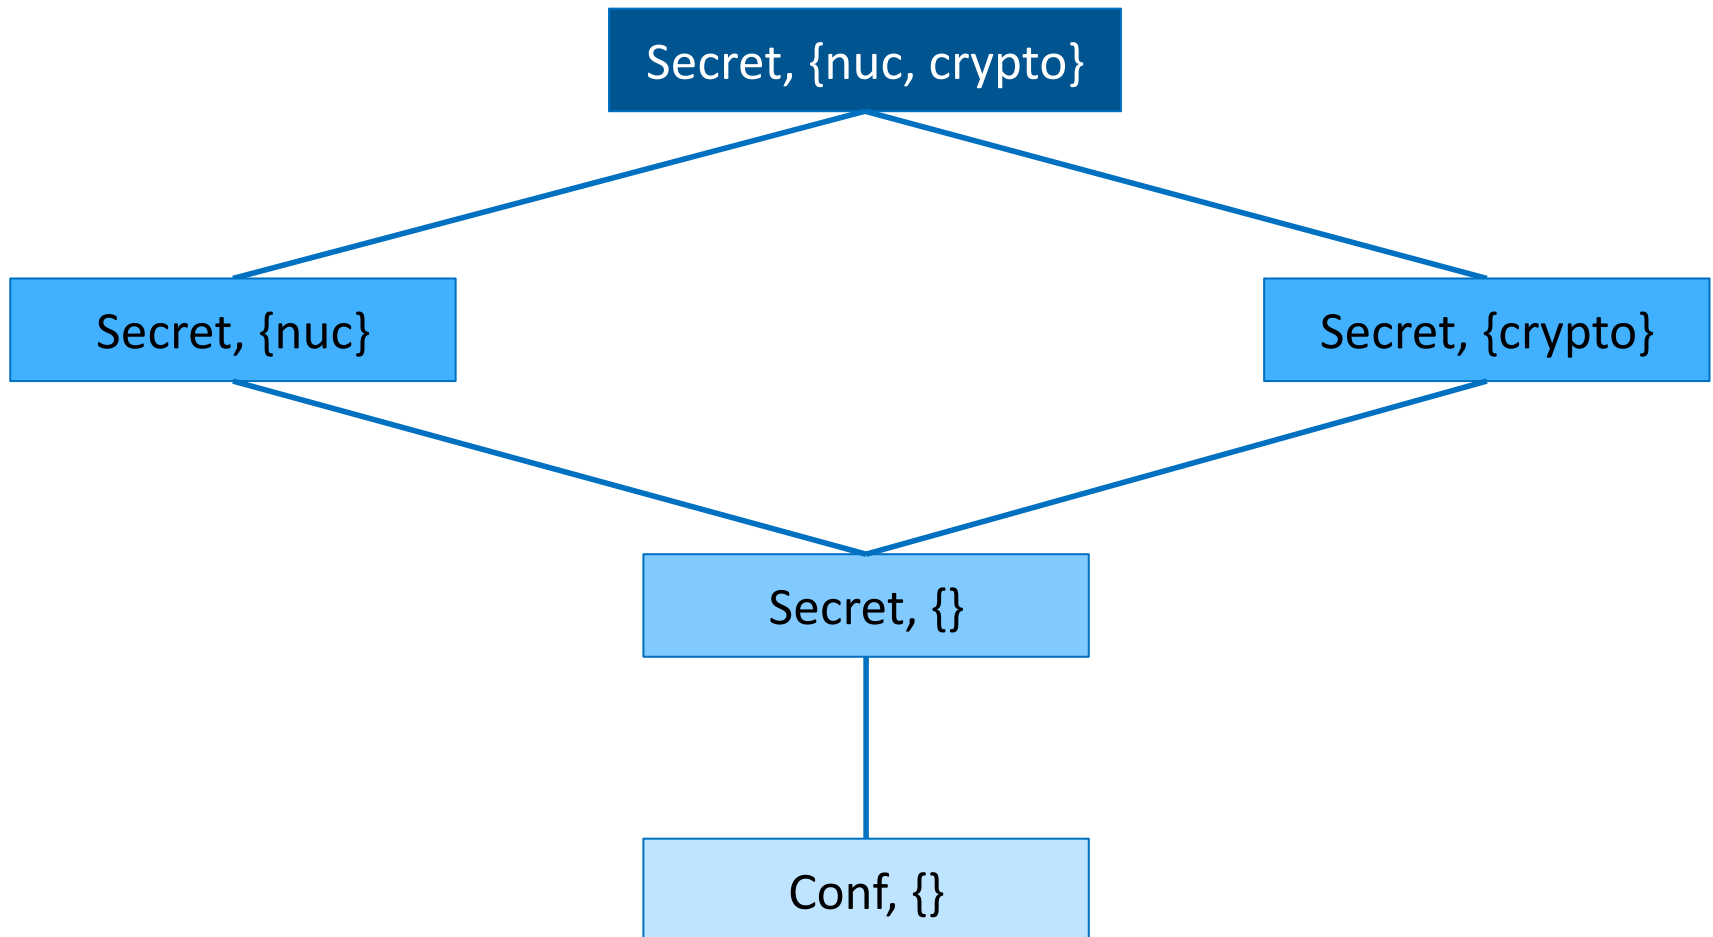 Secret, {nuc, crypto}
Secret, {nuc}
Secret, {crypto}
Secret, {}
Conf, {}